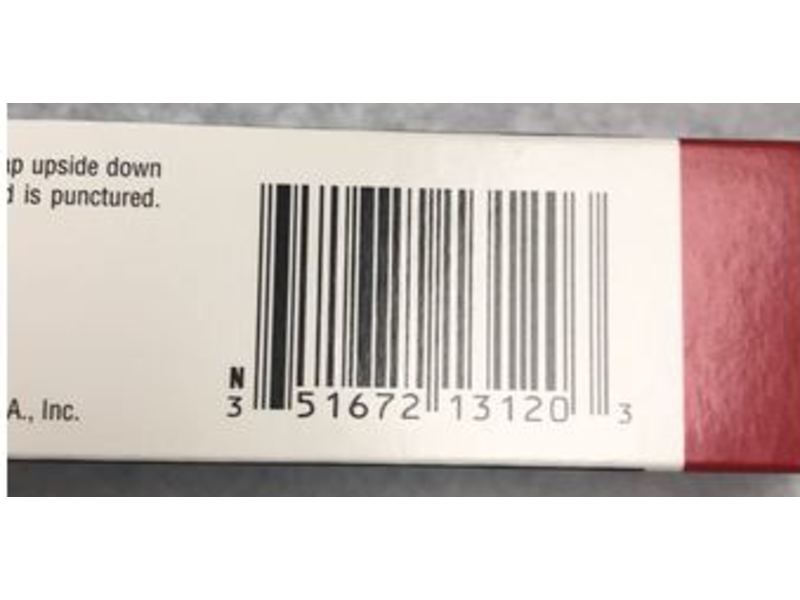 upside down
is punctured.
A., Inc.
N
3 51672 13120 3